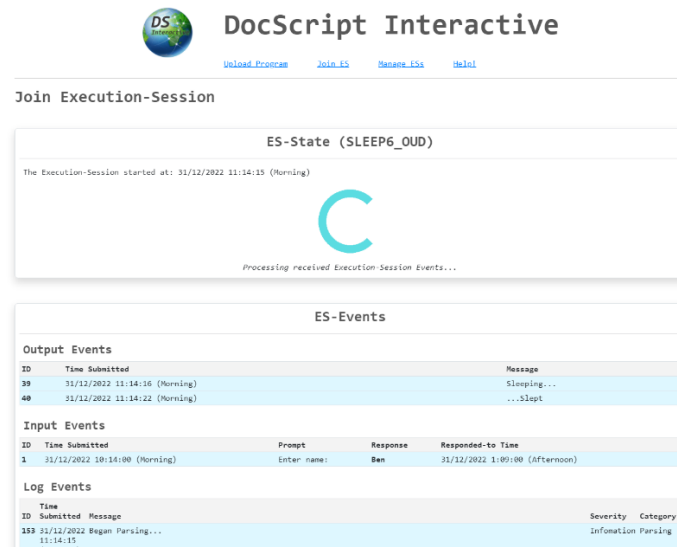 DS
Interactive
DocScript Interactive
Upload Program Join ES Manage ESs Help!
Join Execution-Session
ES-State (SLEEP6_OUD)
The Execution-Session started at: 31/12/2022 11:14:15 (Morning)
Processing received Execution-Session Events...
ES-Events
Output Events
ID Time Submitted Message
39 31/12/2022 11:14:16 (Morning) Sleeping...
40 31/12/2022 11:14:22 (Morning) ...Slept
Input Events
ID Time Submitted Prompt Response Responded-to Time
1 31/12/2022 10:14:00 (Morning) Enter name: Ben 31/12/2022 1:09:00 (Afternoon)
Log Events
Time
ID Submitted Message Severity Category
153 31/12/2022 Began Parsing... Infomation Parsing
11:14:15